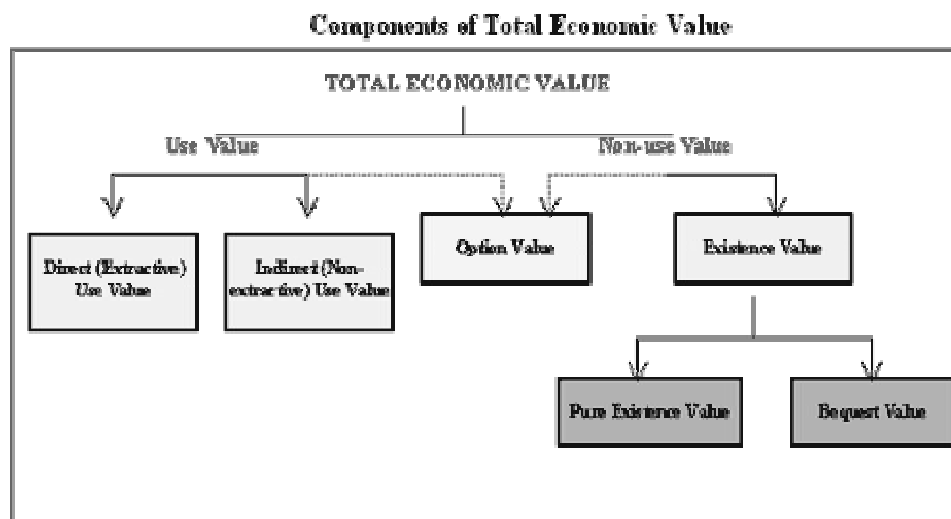 Components of Total Economic Value
TOTAL ECONOMIC VALUE
Use Value
Non-use Value
Direct (Extractive)
Use Value
Indirect (Non-
extractive) Use Value
Option Value
Existence Value
Pure Existence Value
Bequest Value